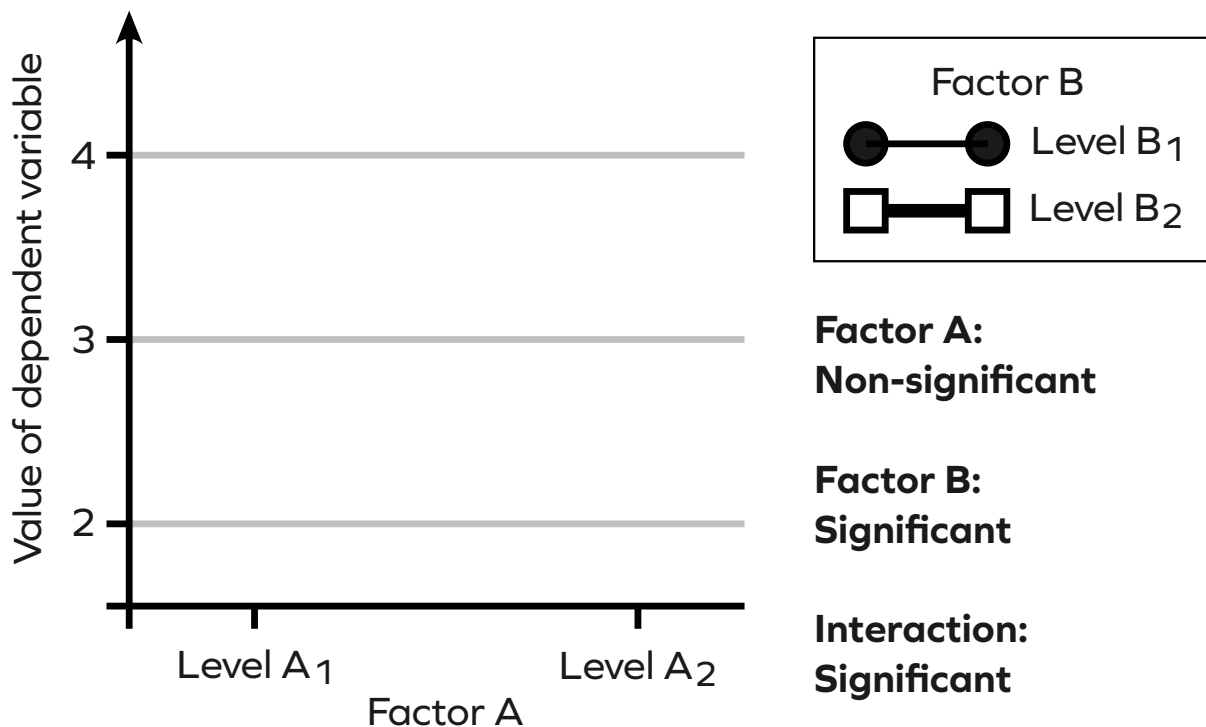 Value of dependent variable
4
3
2
Level A1
Level A2
Factor A
Factor B
Level B1
Level B2
Factor A:
Non-significant
Factor B:
Significant
Interaction:
Significant